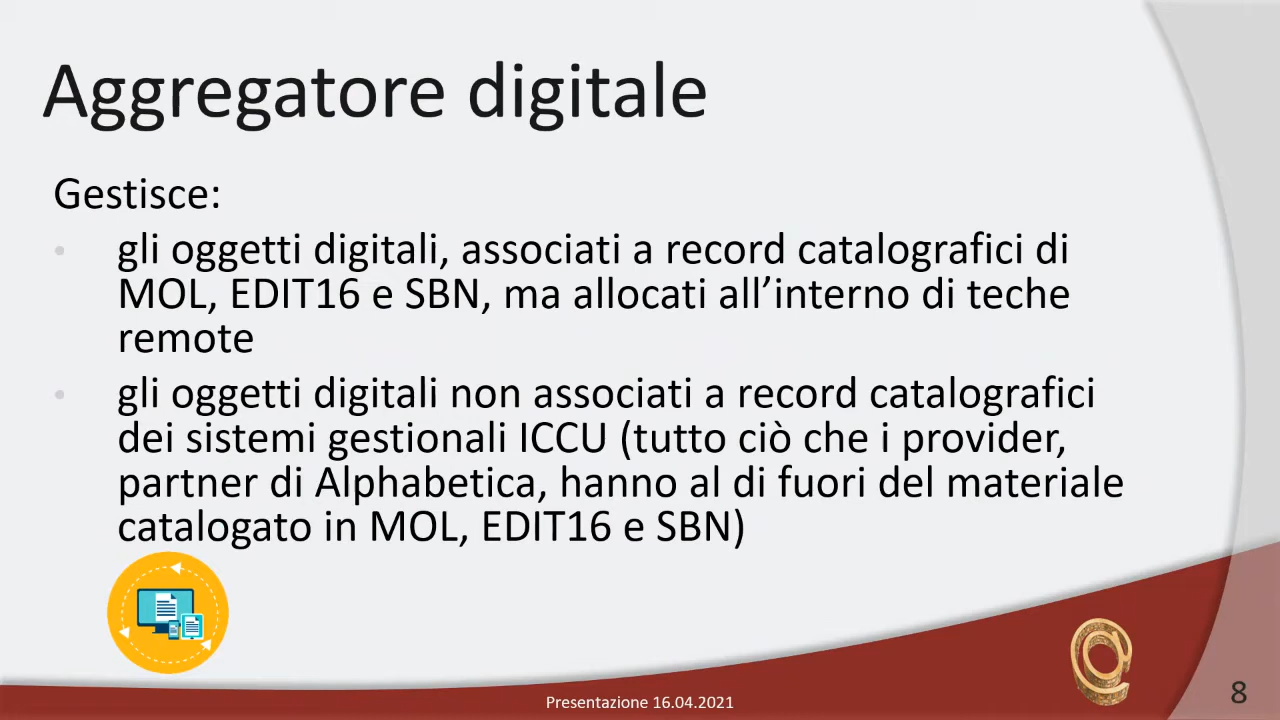 Aggregatore digitale
Gestisce:
• gli oggetti digitali, associati a record catalografici di
MOL, EDIT16 e SBN, ma allocati all’interno di teche
remote
• gli oggetti digitali non associati a record catalografici
dei sistemi gestionali ICCU (tutto ciò che i provider,
partner di Alphabetica, hanno al di fuori del materiale
catalogato in MOL, EDIT16 e SBN)
Presentazione 16.04.2021
8